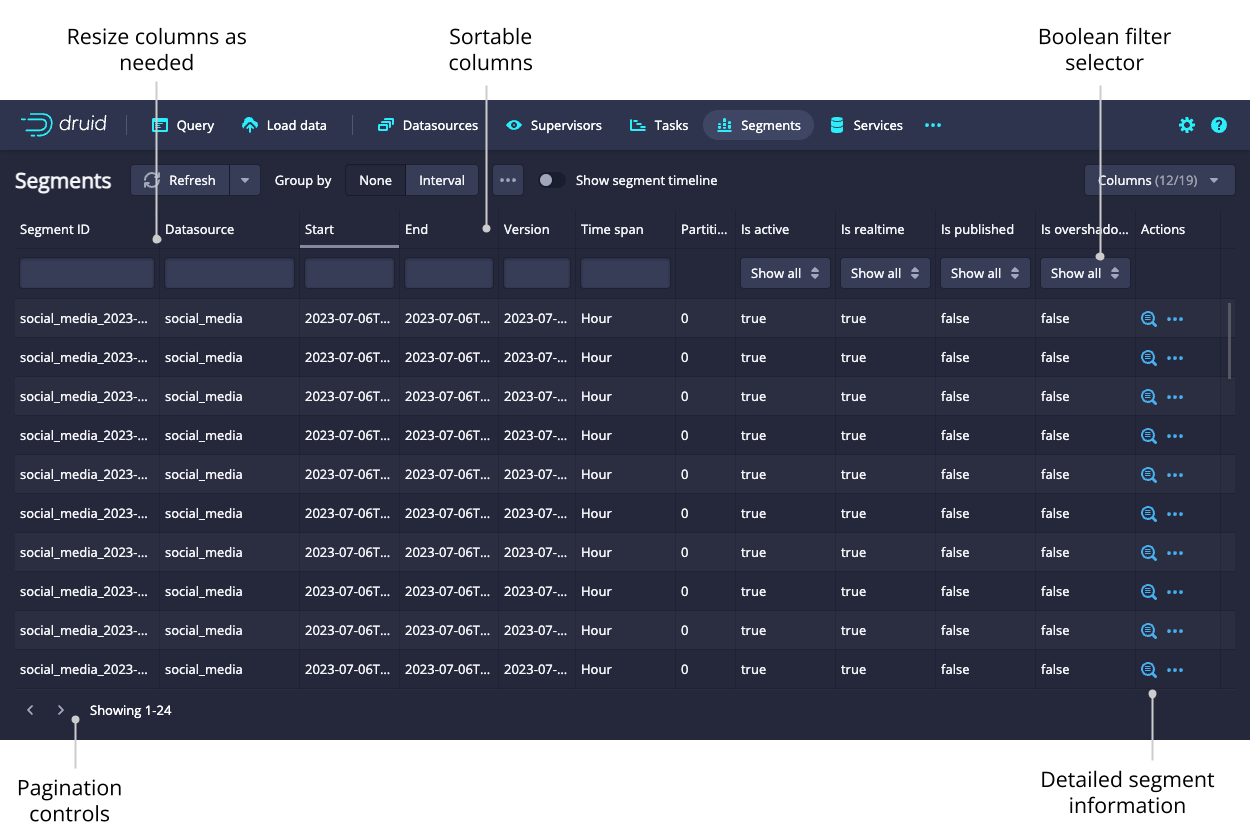 Resize columns as
needed
Sortable
columns
Boolean filter
selector
druid Query Load data Datasources Supervisors Tasks Segments Services
Segments Refresh Group by None Interval Show segment timeline Columns (12/19)
Segment ID Datasource Start End Version Time span Partiti... Is active Is realtime Is published Is overshado... Actions
Show all Show all Show all Show all
social_media_2023-... social_media 2023-07-06T... 2023-07-06T... 2023-07-... Hour 0 true true false false
social_media_2023-... social_media 2023-07-06T... 2023-07-06T... 2023-07-... Hour 0 true true false false
social_media_2023-... social_media 2023-07-06T... 2023-07-06T... 2023-07-... Hour 0 true true false false
social_media_2023-... social_media 2023-07-06T... 2023-07-06T... 2023-07-... Hour 0 true true false false
social_media_2023-... social_media 2023-07-06T... 2023-07-06T... 2023-07-... Hour 0 true true false false
social_media_2023-... social_media 2023-07-06T... 2023-07-06T... 2023-07-... Hour 0 true true false false
social_media_2023-... social_media 2023-07-06T... 2023-07-06T... 2023-07-... Hour 0 true true false false
social_media_2023-... social_media 2023-07-06T... 2023-07-06T... 2023-07-... Hour 0 true true false false
social_media_2023-... social_media 2023-07-06T... 2023-07-06T... 2023-07-... Hour 0 true true false false
social_media_2023-... social_media 2023-07-06T... 2023-07-06T... 2023-07-... Hour 0 true true false false
Showing 1-24
Pagination
controls
Detailed segment
information